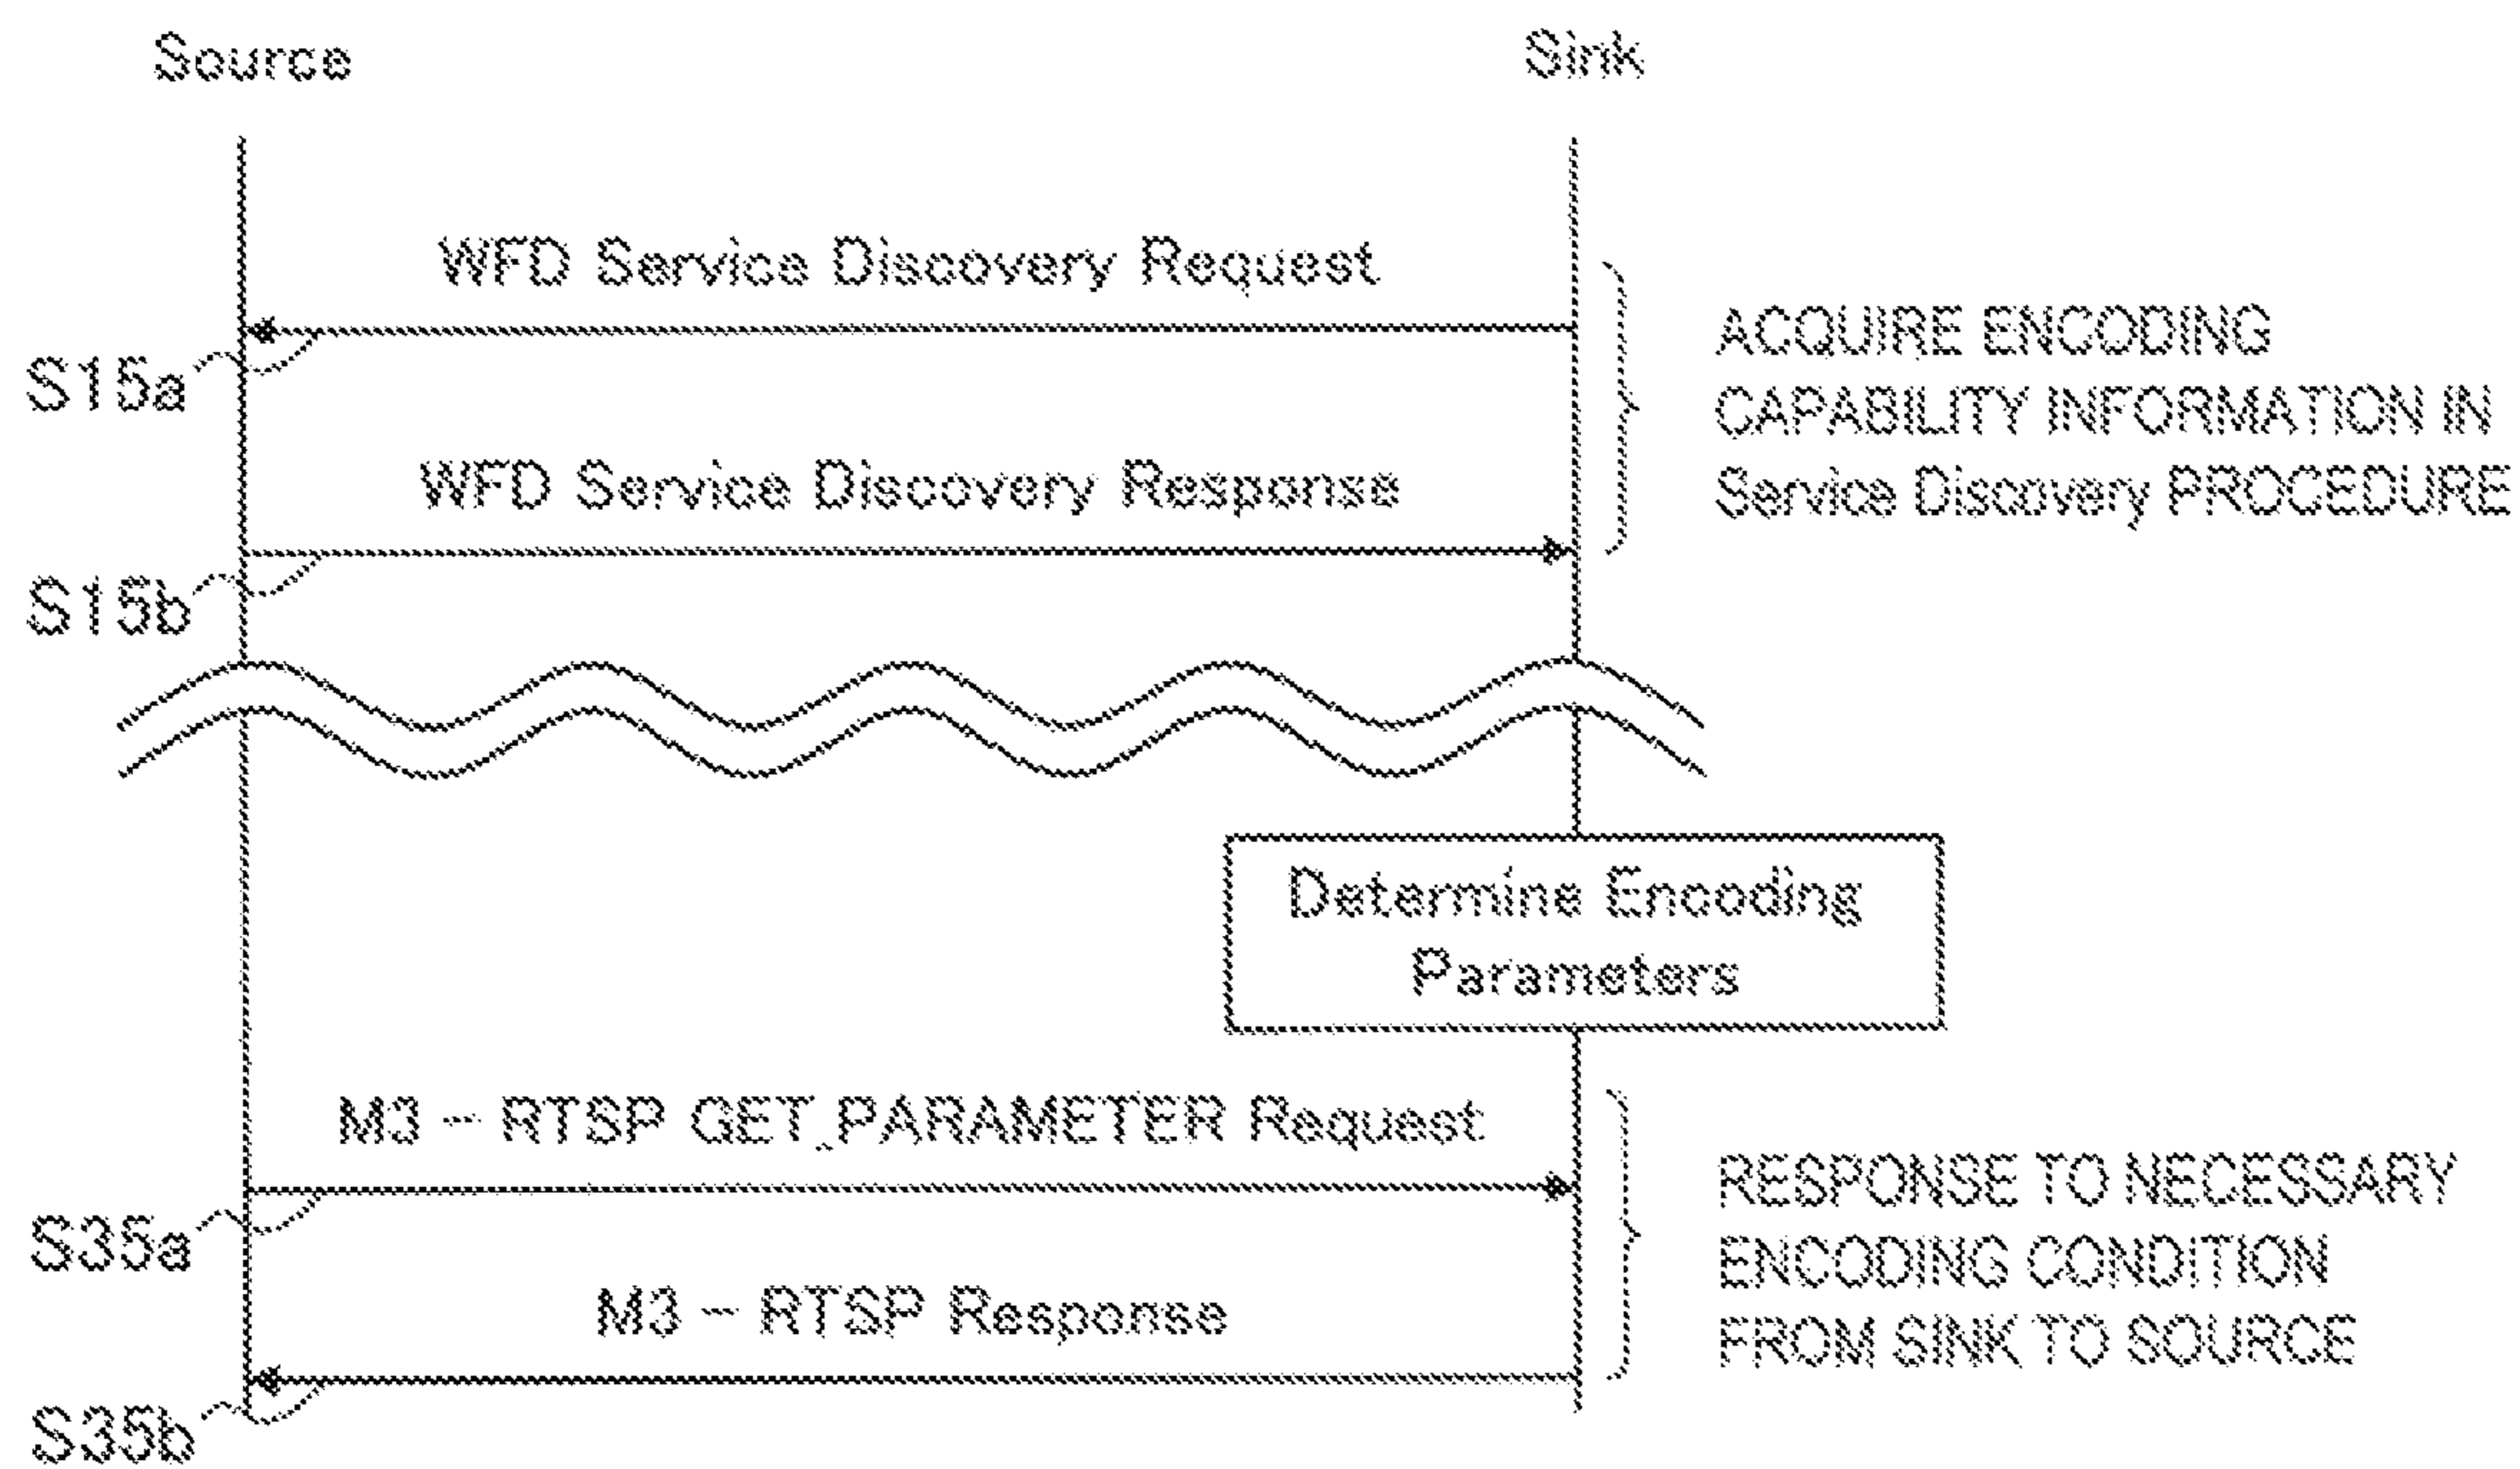 Source
Sink
WFD Service Discovery Request
S15a
ACQUIRE ENCODING
CAPABILITY INFORMATION IN
Service Discovery PROCEDURE
WFD Service Discovery Response
S15b
Determine Encoding
Parameters
M3 - RTSP GET_PARAMETER Request
S35a
RESPONSE TO NECESSARY
ENCODING CONDITION
FROM SINK TO SOURCE
M3 - RTSP Response
S35b